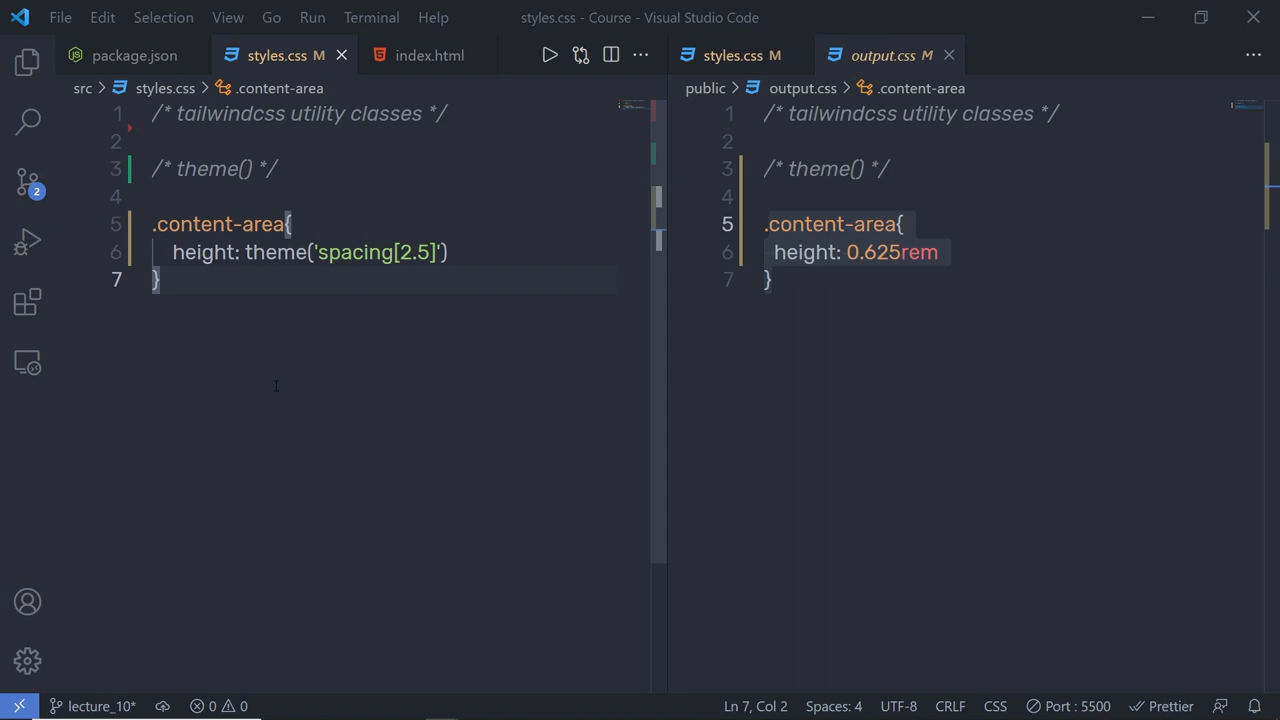 File Edit Selection View Go Run Terminal Help styles.css - Course - Visual Studio Code
package.json styles.css M index.html styles.css M output.css M
src > styles.css > .content-area public > output.css > .content-area
1 /* tailwindcss utility classes */
2
3 /* theme() */
4
5 .content-area{
6 height: theme('spacing[2.5]')
7 }
1 /* tailwindcss utility classes */
2
3 /* theme() */
4
5 .content-area{
6 height: 0.625rem
7 }
2
lecture_10* 0 0 Ln 7, Col 2 Spaces: 4 UTF-8 CRLF CSS Port : 5500 Prettier